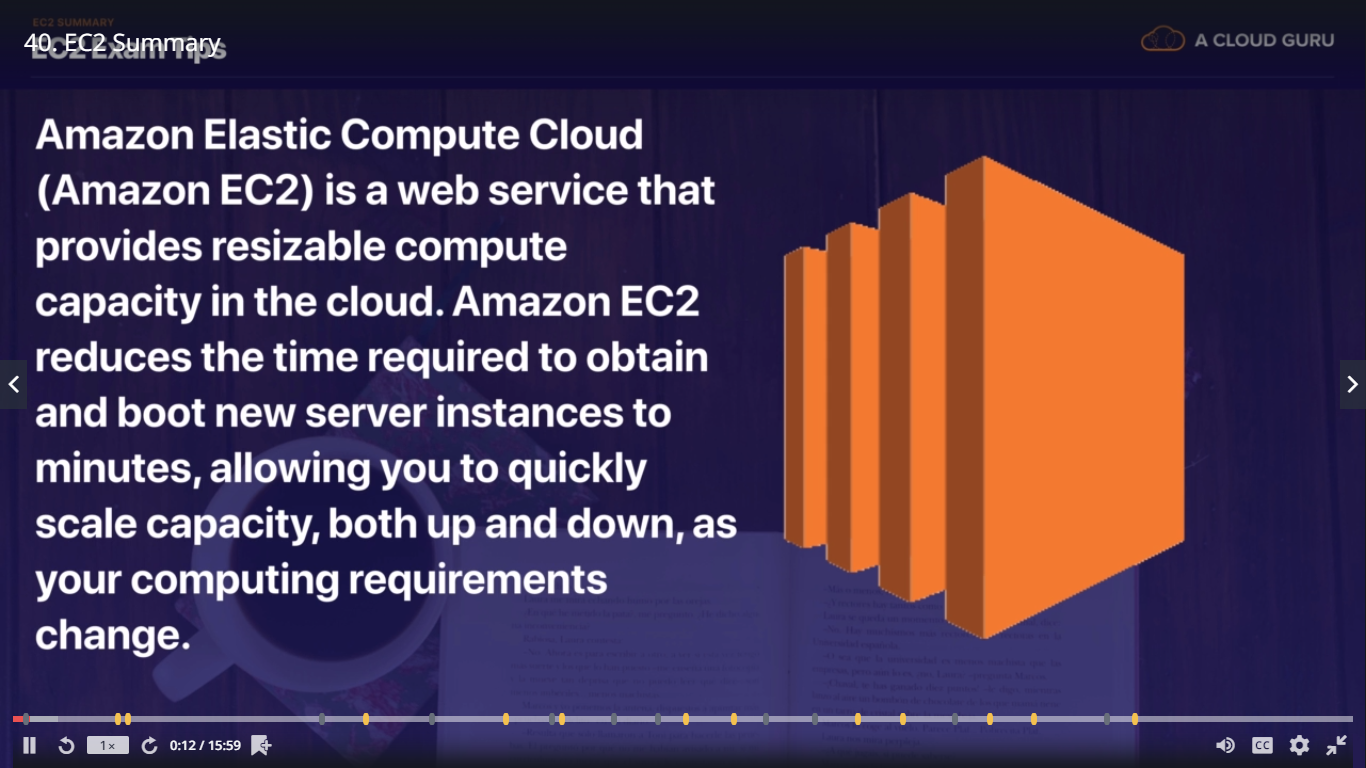 EC2 SUMMARY
40. EC2 Summary
EC2 Exam Tips
A CLOUD GURU
Amazon Elastic Compute Cloud
(Amazon EC2) is a web service that
provides resizable compute
capacity in the cloud. Amazon EC2
reduces the time required to obtain
and boot new server instances to
minutes, allowing you to quickly
scale capacity, both up and down, as
your computing requirements
change.
1×
0:12 / 15:59
CC